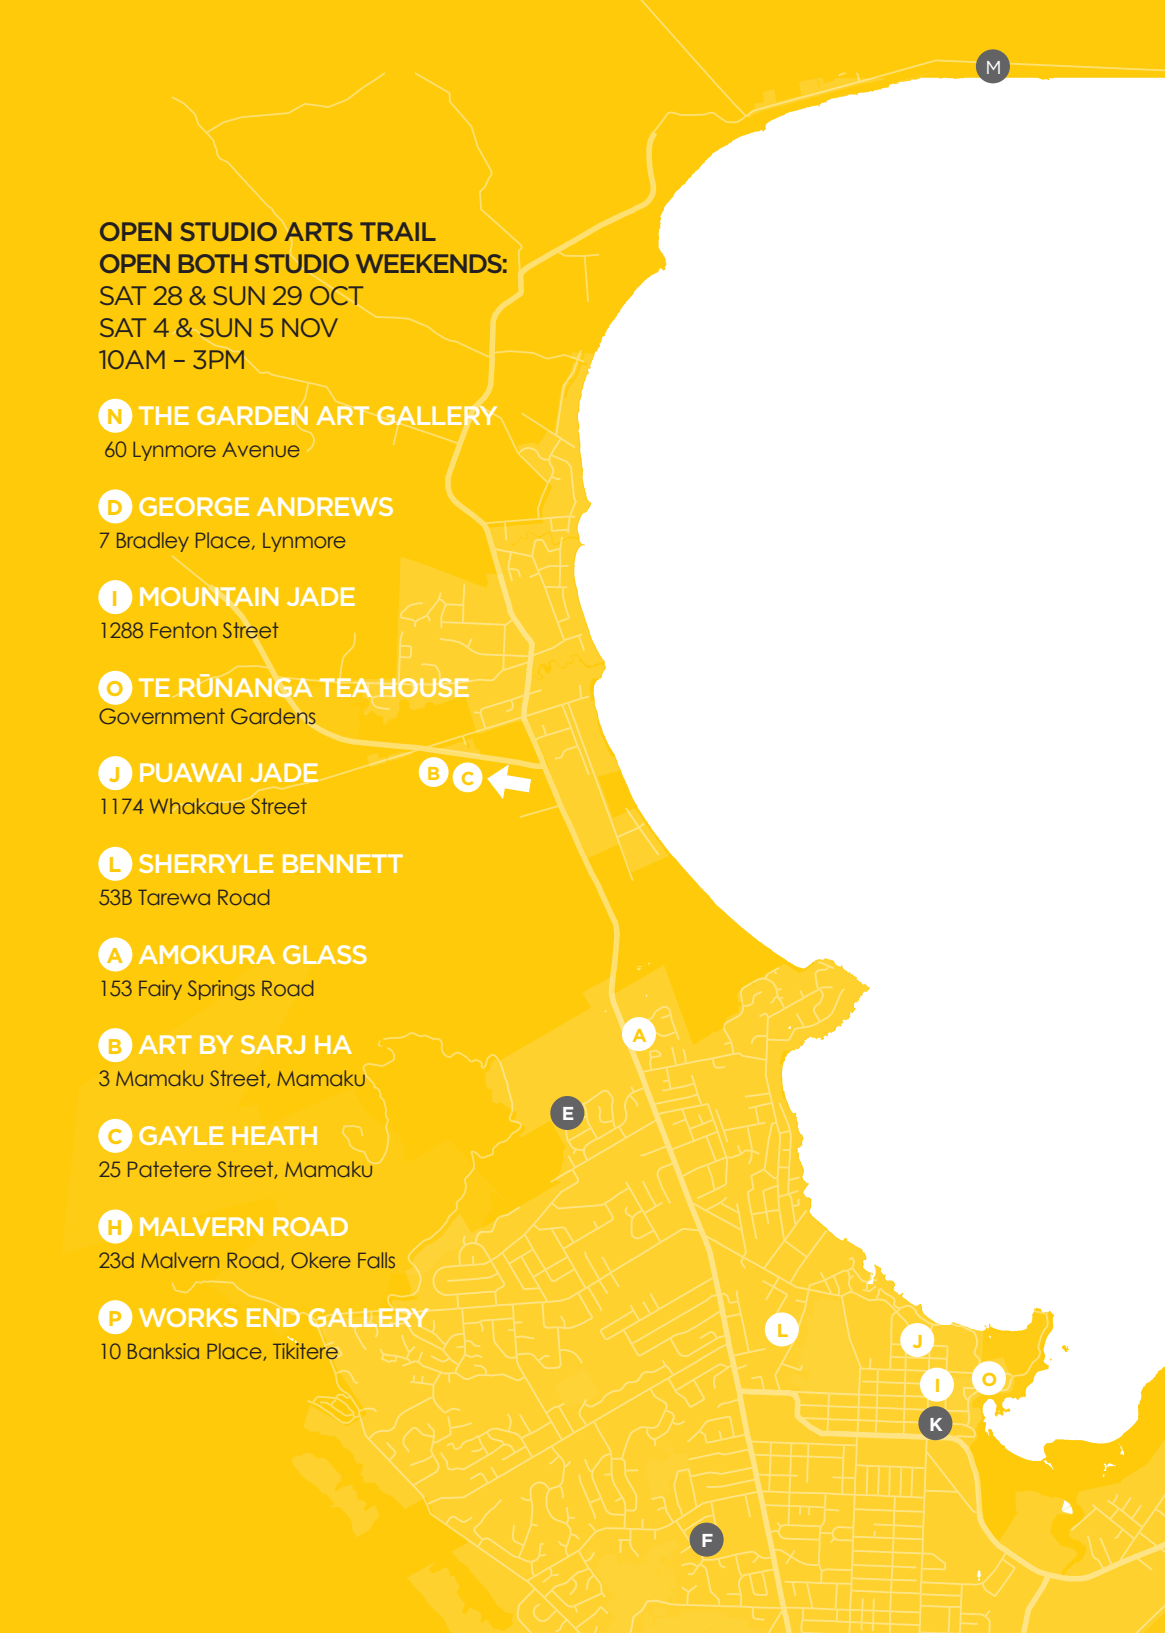 M
OPEN STUDIO ARTS TRAIL
OPEN BOTH STUDIO WEEKENDS:
SAT 28 & SUN 29 OCT
SAT 4 & SUN 5 NOV
10AM – 3PM
N THE GARDEN ART GALLERY
60 Lynmore Avenue
D GEORGE ANDREWS
7 Bradley Place, Lynmore
I MOUNTAIN JADE
1288 Fenton Street
O TE RŪNANGA TEA HOUSE
Government Gardens
J PUAWAI JADE
1174 Whakaue Street
L SHERRYLE BENNETT
53B Tarewa Road
A AMOKURA GLASS
153 Fairy Springs Road
B ART BY SARJ HA
3 Mamaku Street, Mamaku
C GAYLE HEATH
25 Patetere Street, Mamaku
H MALVERN ROAD
23d Malvern Road, Okere Falls
P WORKS END GALLERY
10 Banksia Place, Tikitere
B C
A
E
L
J
I
O
K
F